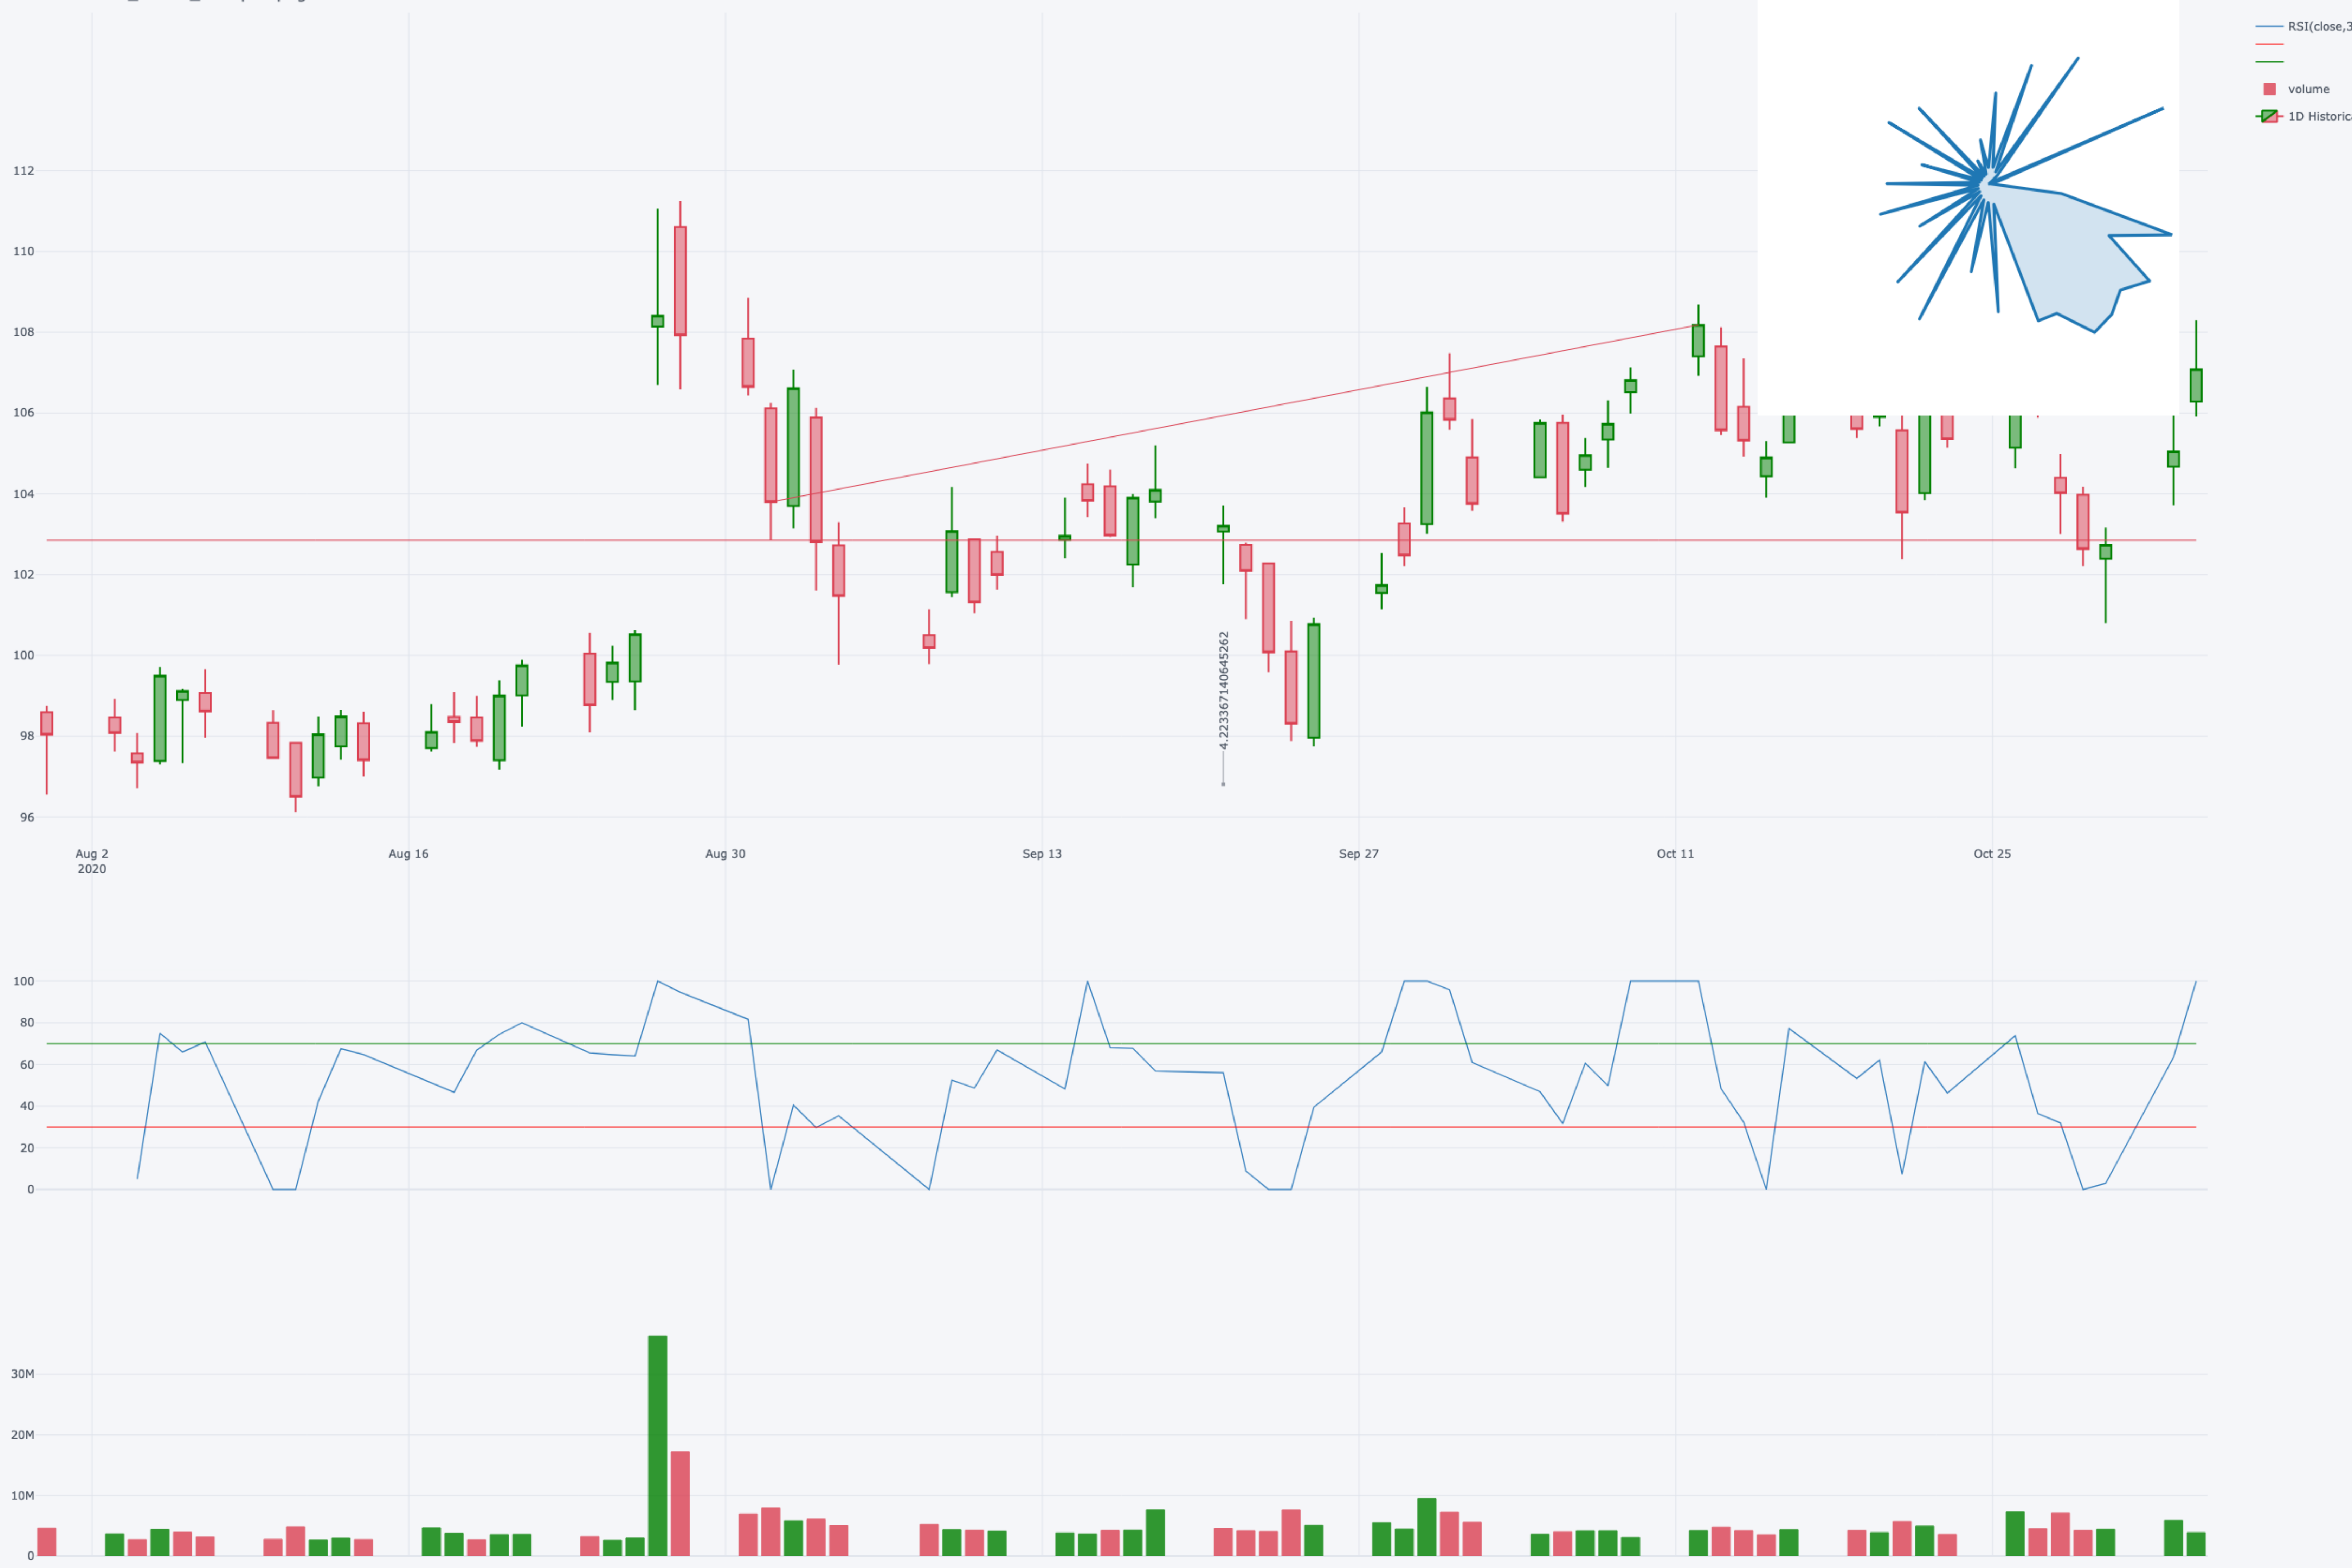 RSI(close,3
volume
1D Historic
112
110
108
106
104
102
100
98
96
4.223367140645262
Aug 2
2020
Aug 16
Aug 30
Sep 13
Sep 27
Oct 11
Oct 25
100
80
60
40
20
0
30M
20M
10M
0